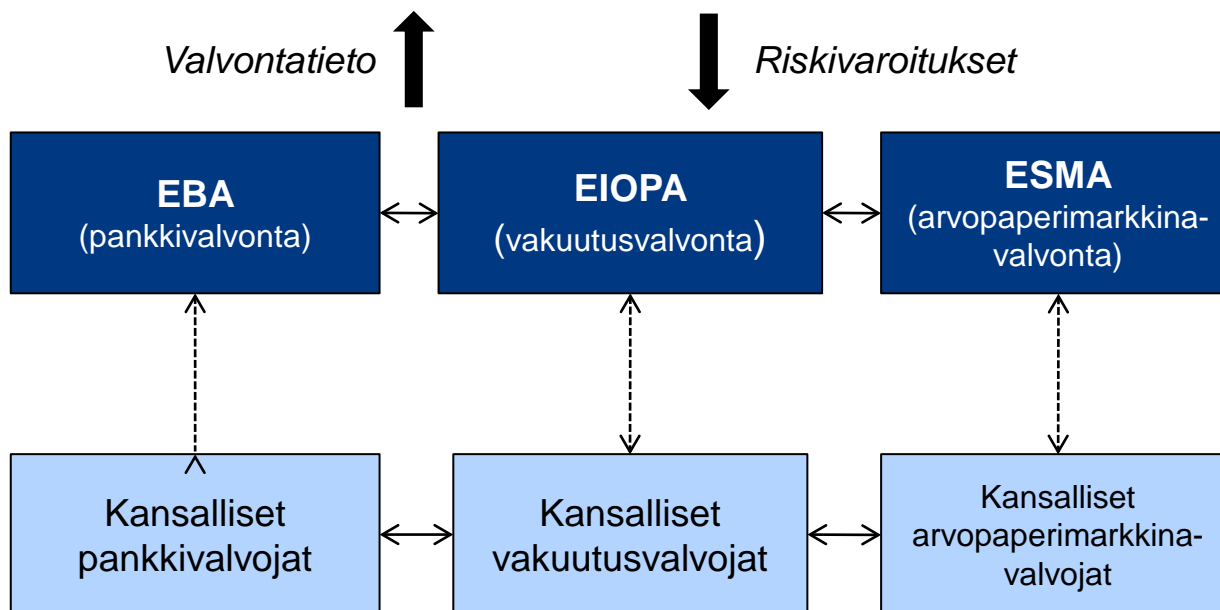 Valvontatieto
Riskivaroitukset
EBA
(pankkivalvonta)
EIOPA
(vakuutusvalvonta)
ESMA
(arvopaperimarkkina-
valvonta)
Kansalliset
pankkivalvojat
Kansalliset
vakuutusvalvojat
Kansalliset
arvopaperimarkkina-
valvojat